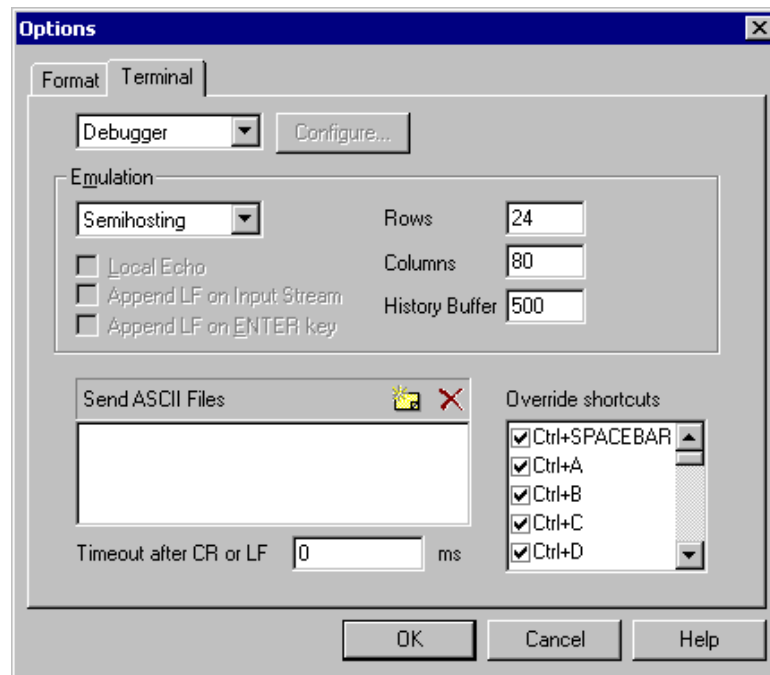 Options
Format Terminal
Debugger Configure...
Emulation
Semihosting Rows 24
Local Echo Columns 80
Append LF on Input Stream
Append LF on ENTER key History Buffer 500
Send ASCII Files Override shortcuts
Ctrl+SPACEBAR
Ctrl+A
Ctrl+B
Ctrl+C
Ctrl+D
Timeout after CR or LF 0 ms
OK Cancel Help